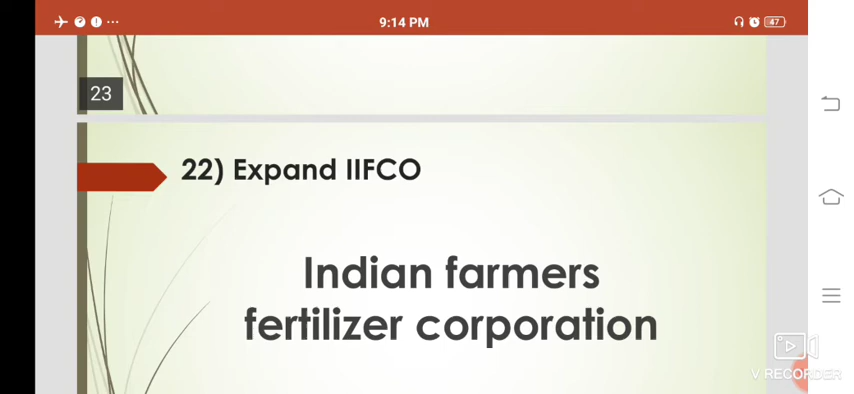 9:14 PM
47
23
22) Expand IIFCO
Indian farmers
fertilizer corporation
V RECORDER